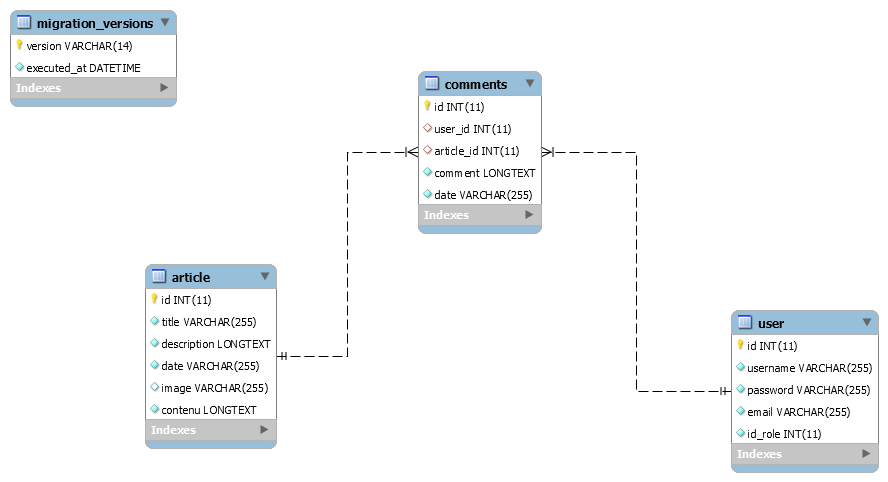 migration_versions
version VARCHAR(14)
executed_at DATETIME
Indexes
comments
id INT(11)
user_id INT(11)
article_id INT(11)
comment LONGTEXT
date VARCHAR(255)
Indexes
article
id INT(11)
title VARCHAR(255)
description LONGTEXT
date VARCHAR(255)
image VARCHAR(255)
contenu LONGTEXT
Indexes
user
id INT(11)
username VARCHAR(255)
password VARCHAR(255)
email VARCHAR(255)
id_role INT(11)
Indexes